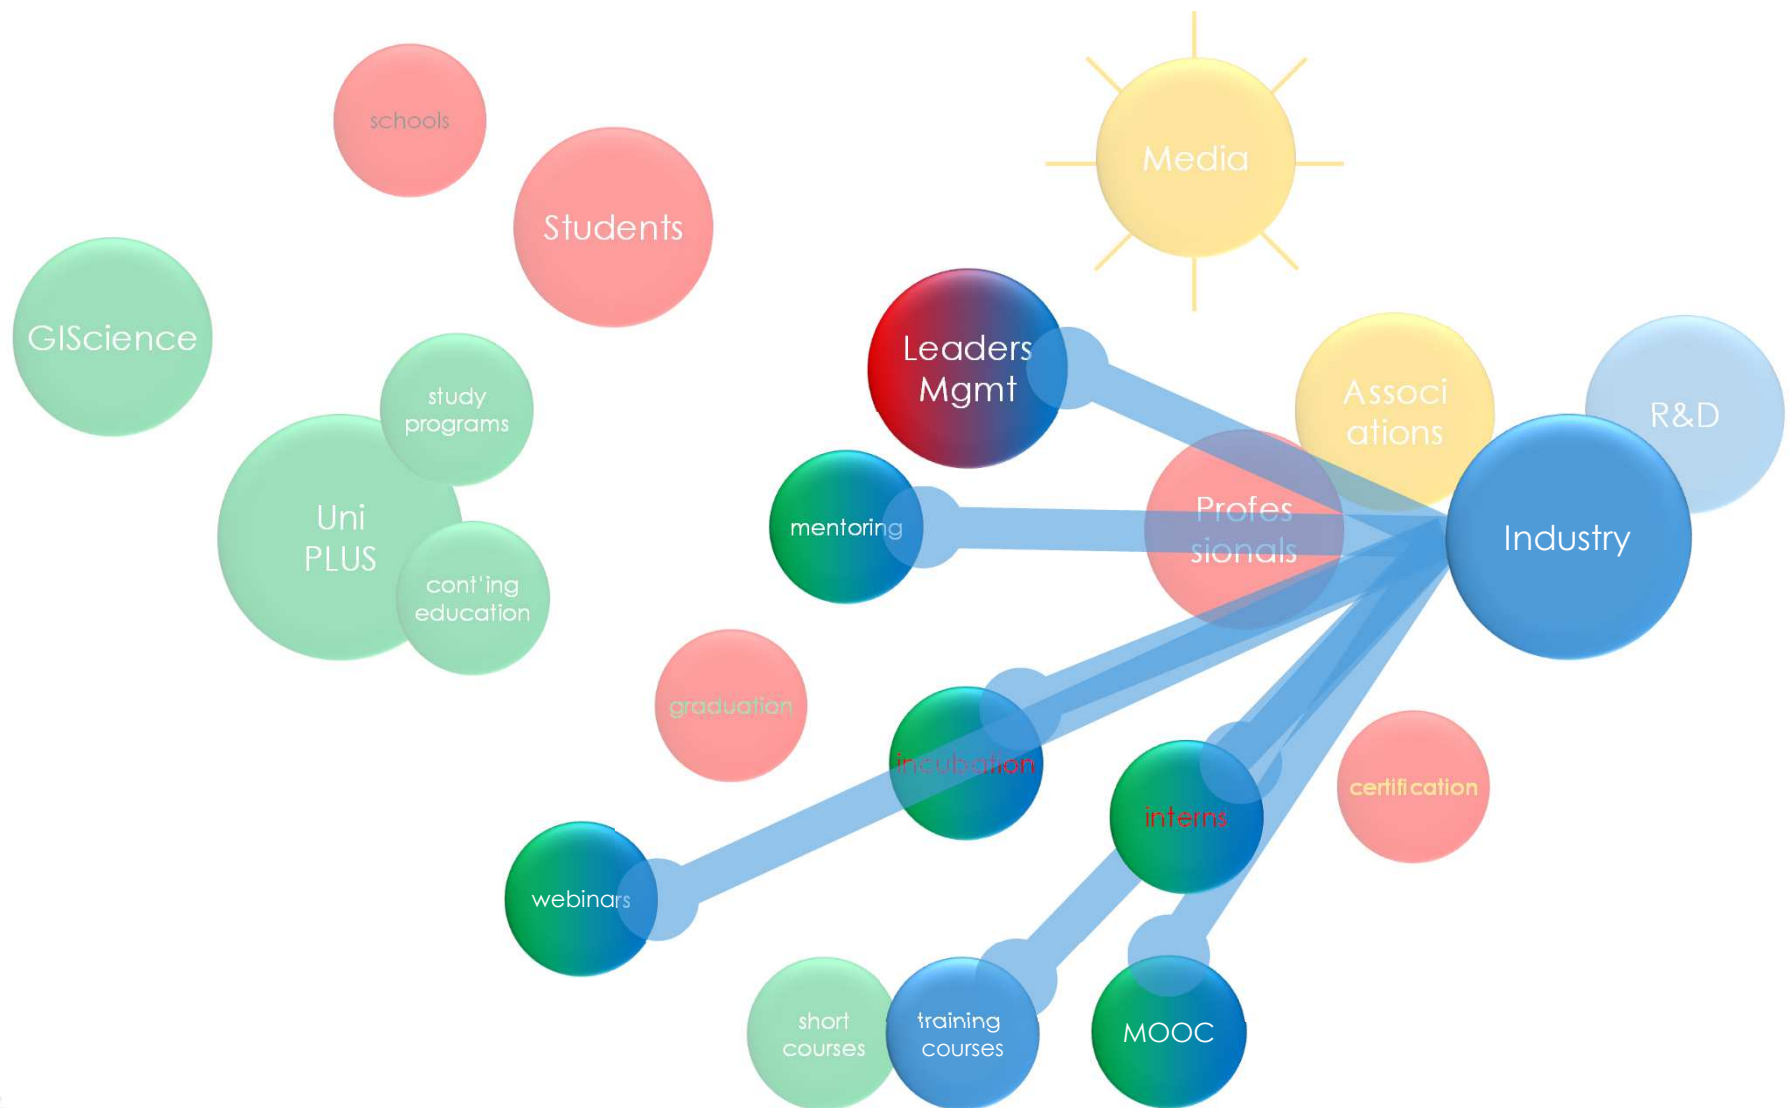 schools
Students
Media
GIScience
study
programs
Leaders
Mgmt
Associ
ations
R&D
Uni
PLUS
mentoring
Profes
sionals
Industry
cont'ing
education
graduation
incubation
interns
certification
webinars
short
courses
training
courses
MOOC